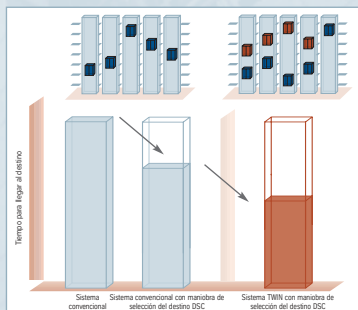 Tiempo para llegar al destino
Sistema convencional
Sistema convencional con maniobra de selección del destino DSC
Sistema TWIN con maniobra de selección del destino DSC